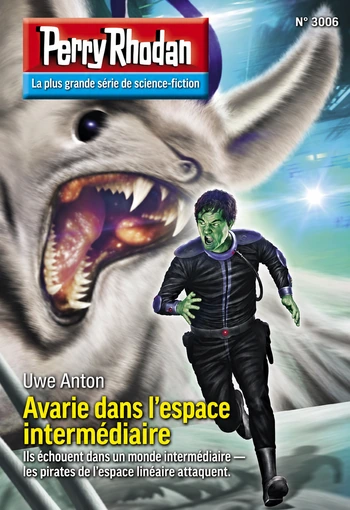 N° 3006
Perry Rhodan
La plus grande série de science-fiction
Uwe Anton
Avarie dans l'espace
intermédiaire
Ils échouent dans un monde intermédiaire —
les pirates de l'espace linéaire attaquent.